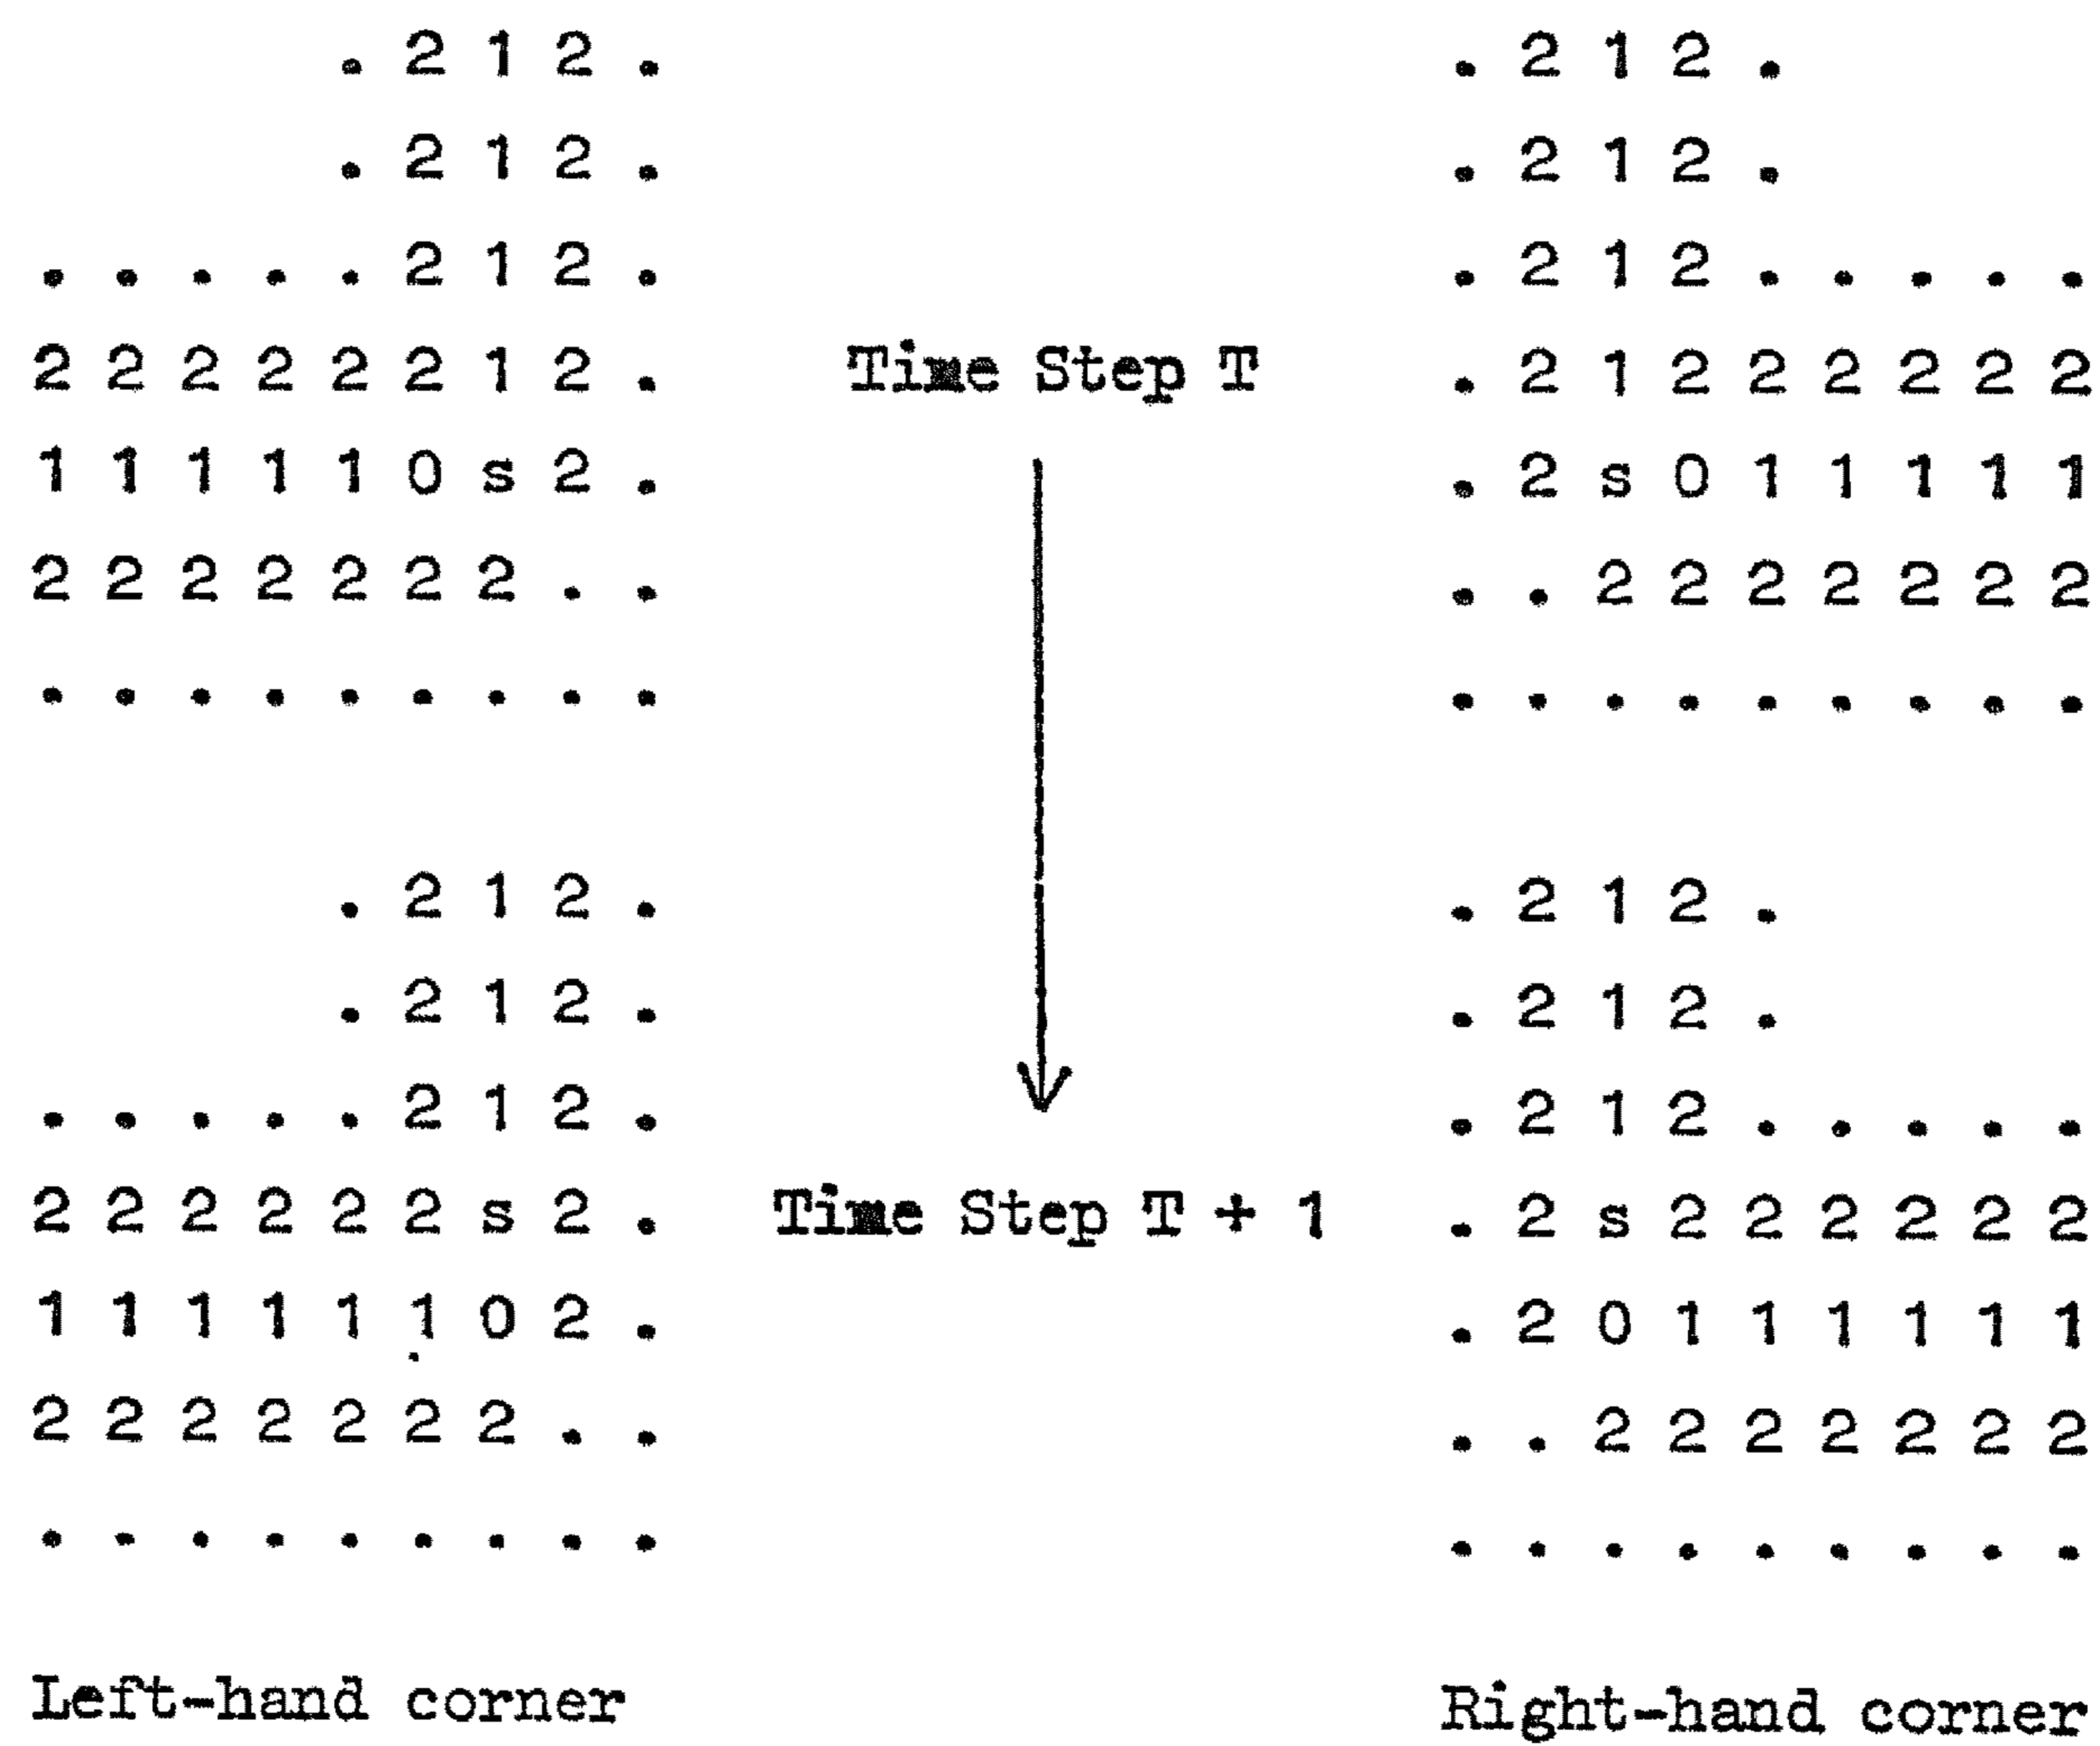 . 2 1 2 .                    . 2 1 2 .
. 2 1 2 .                    . 2 1 2 .
. . . . . 2 1 2 .                    . 2 1 2 . . . . .
2 2 2 2 2 2 1 2 .     Time Step T     . 2 1 2 2 2 2 2 2
1 1 1 1 1 0 s 2 .                    . 2 s 0 1 1 1 1 1
2 2 2 2 2 2 2 . .                    . . 2 2 2 2 2 2 2
. . . . . . . . .                    . . . . . . . . .
. 2 1 2 .                    . 2 1 2 .
. 2 1 2 .                    . 2 1 2 .
. . . . . 2 1 2 .                    . 2 1 2 . . . . .
2 2 2 2 2 2 s 2 .     Time Step T + 1     . 2 s 2 2 2 2 2 2
1 1 1 1 1 1 0 2 .                    . 2 0 1 1 1 1 1 1
2 2 2 2 2 2 2 . .                    . . 2 2 2 2 2 2 2
. . . . . . . . .                    . . . . . . . . .
Left-hand corner                    Right-hand corner